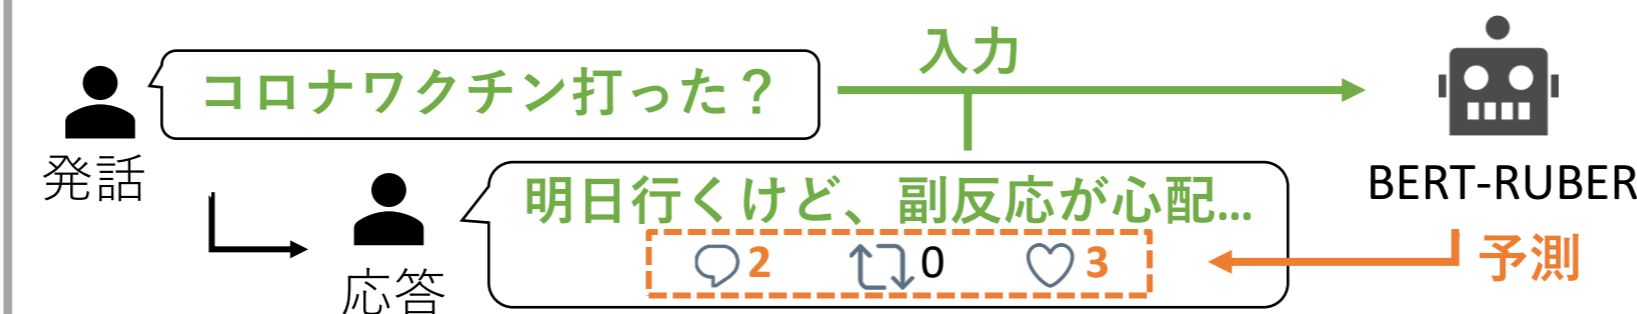 入力
コロナワクチン打った？
発話
明日行くけど、副反応が心配...
BERT-RUBER
2 0 3
予測
応答